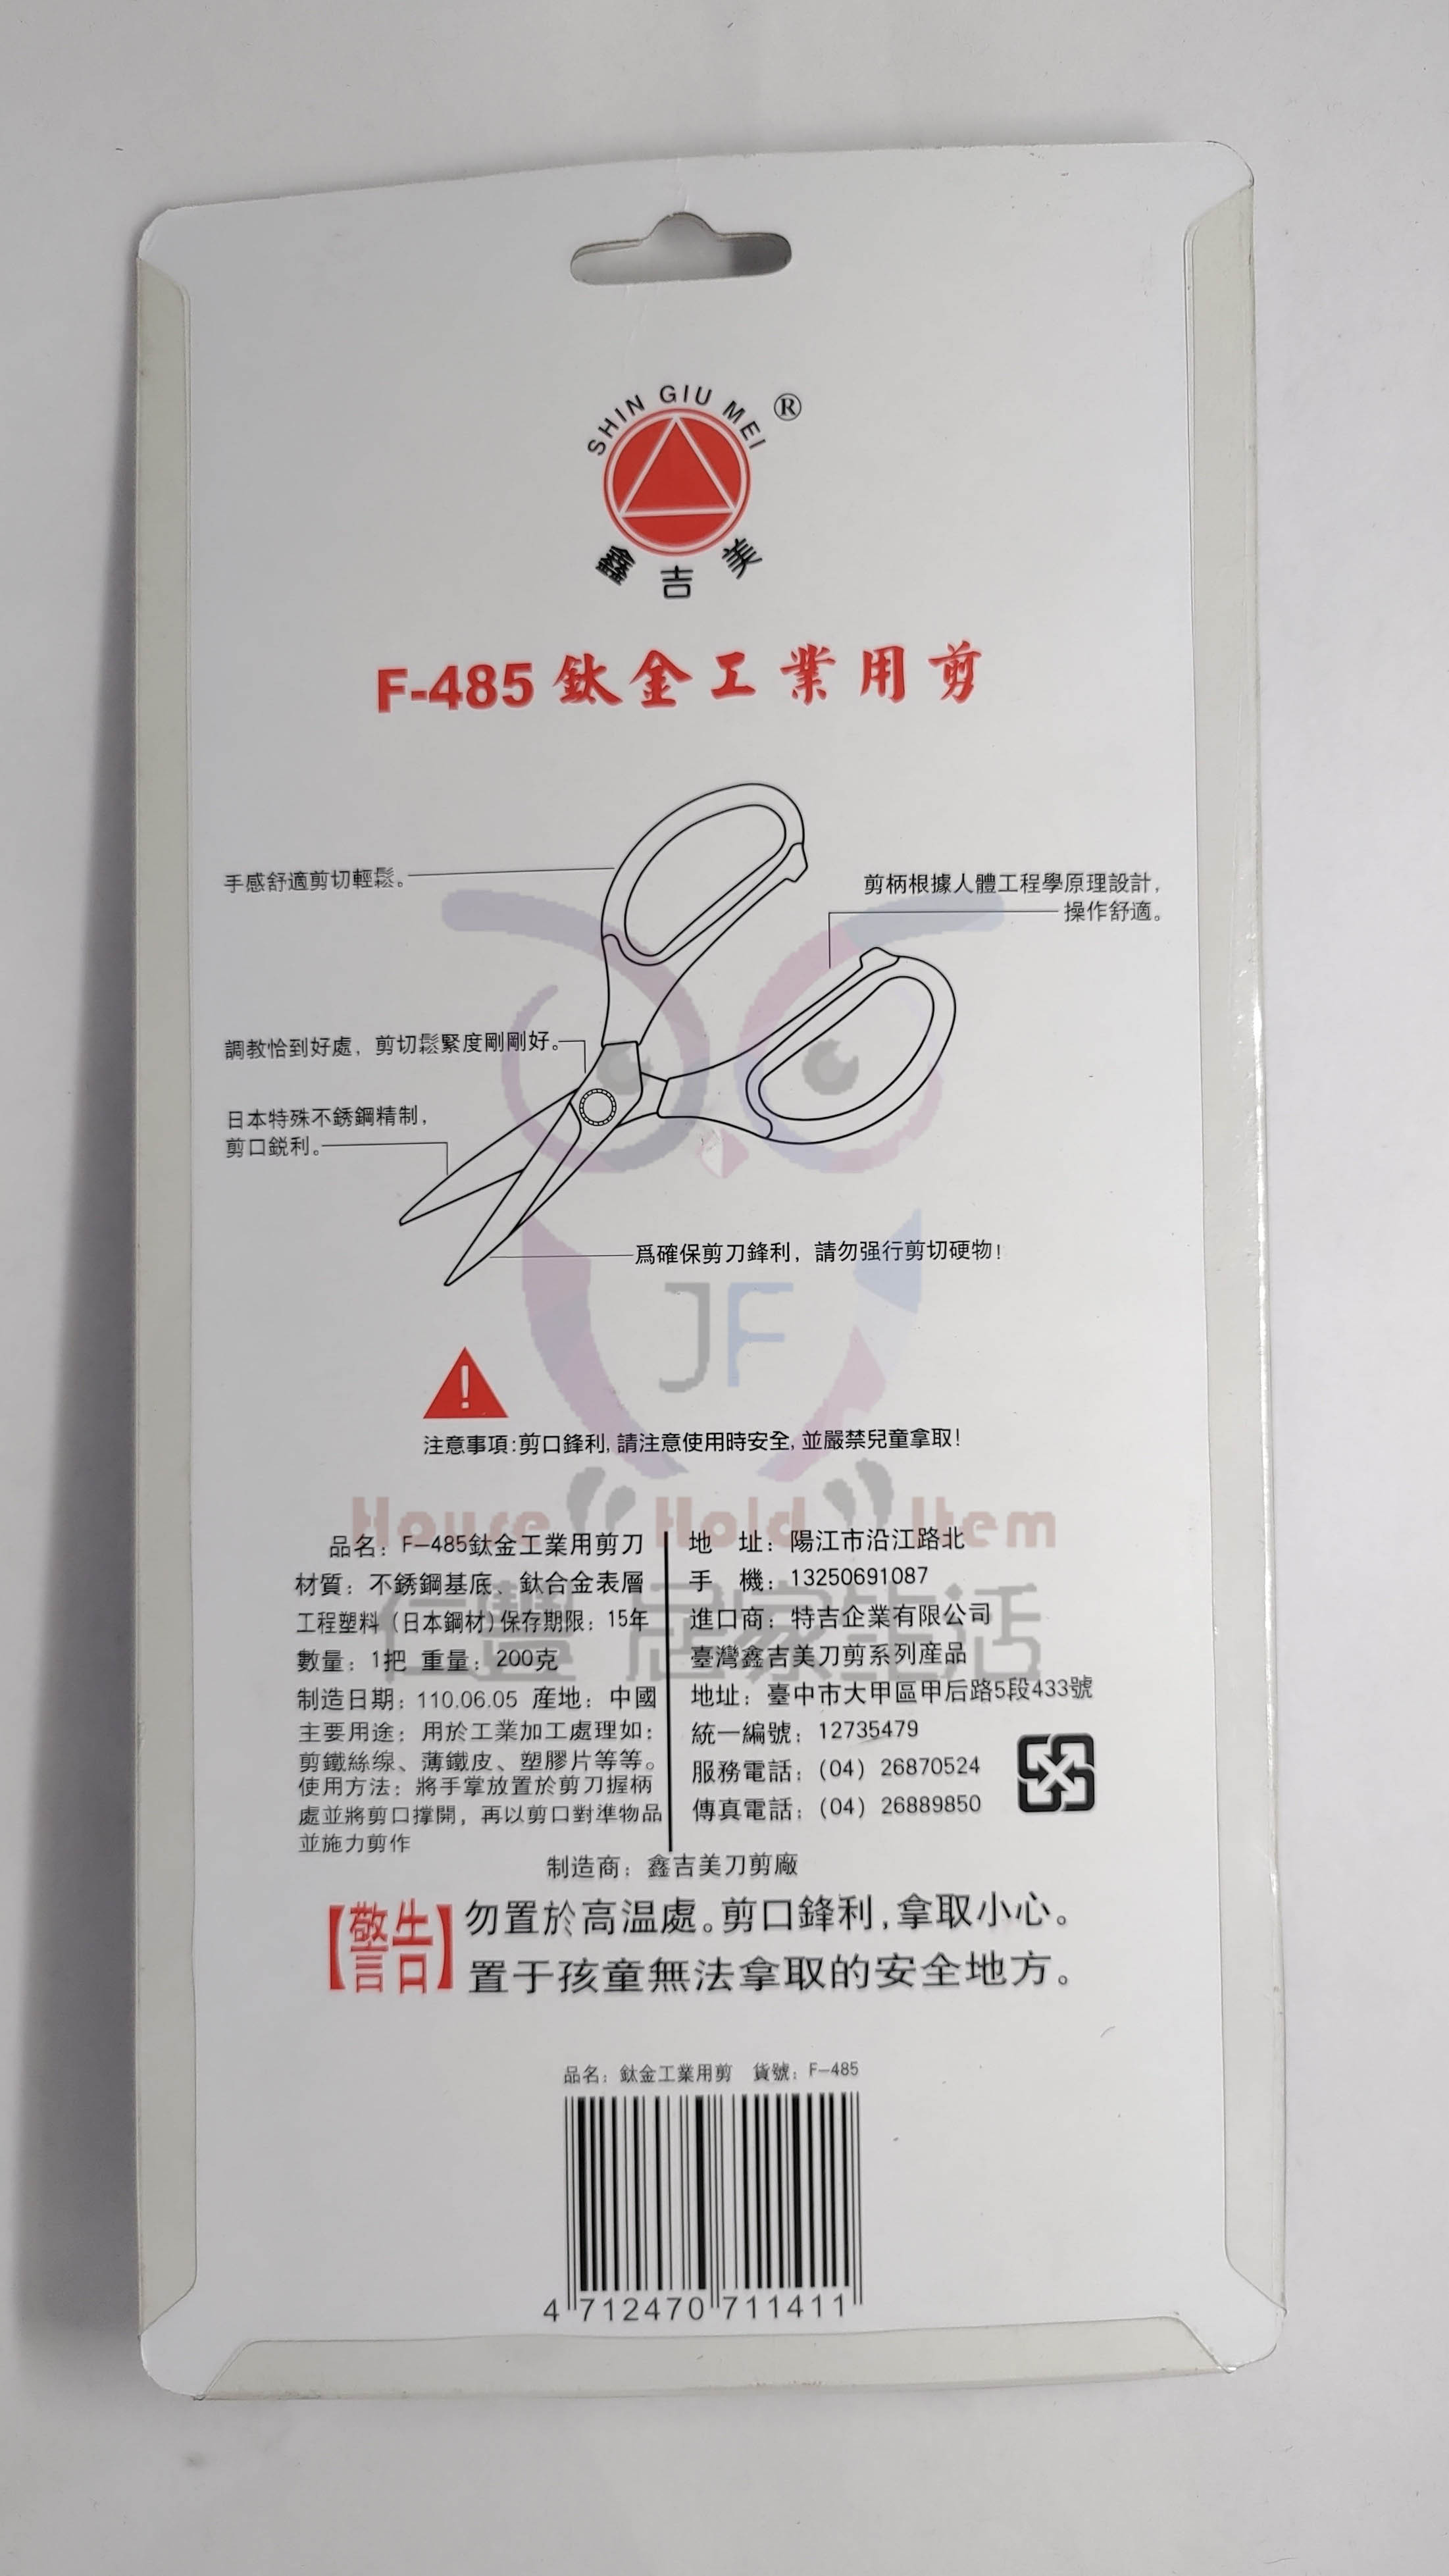 SHIN GIU MEI ®
鑫吉美
F-485 鈦金工業用剪
手感舒適剪切輕鬆。
剪柄根據人體工程學原理設計，
操作舒適。
調教恰到好處，剪切鬆緊度剛剛好。
日本特殊不銹鋼精制，
剪口鋭利。
爲確保剪刀鋒利，請勿强行剪切硬物！
JF
!
注意事項:剪口鋒利,請注意使用時安全,並嚴禁兒童拿取!
House Hold Item
仁豐 居家生活
品名：F-485鈦金工業用剪刀
材質：不銹鋼基底、鈦合金表層
工程塑料（日本鋼材）保存期限：15年
數量：1把 重量：200克
制造日期：110.06.05 産地：中國
主要用途：用於工業加工處理如：
剪鐵絲缐、薄鐵皮、塑膠片等等。
使用方法：將手掌放置於剪刀握柄
處並將剪口撑開，再以剪口對準物品
並施力剪作
地 址：陽江市沿江路北
手 機：13250691087
進口商：特吉企業有限公司
臺灣鑫吉美刀剪系列産品
地址：臺中市大甲區甲后路5段433號
統一編號：12735479
服務電話：(04) 26870524
傳真電話：(04) 26889850
制造商：鑫吉美刀剪廠
【警告】勿置於高温處。剪口鋒利,拿取小心。
置于孩童無法拿取的安全地方。
品名：鈦金工業用剪 貨號：F-485
4 712470 711411